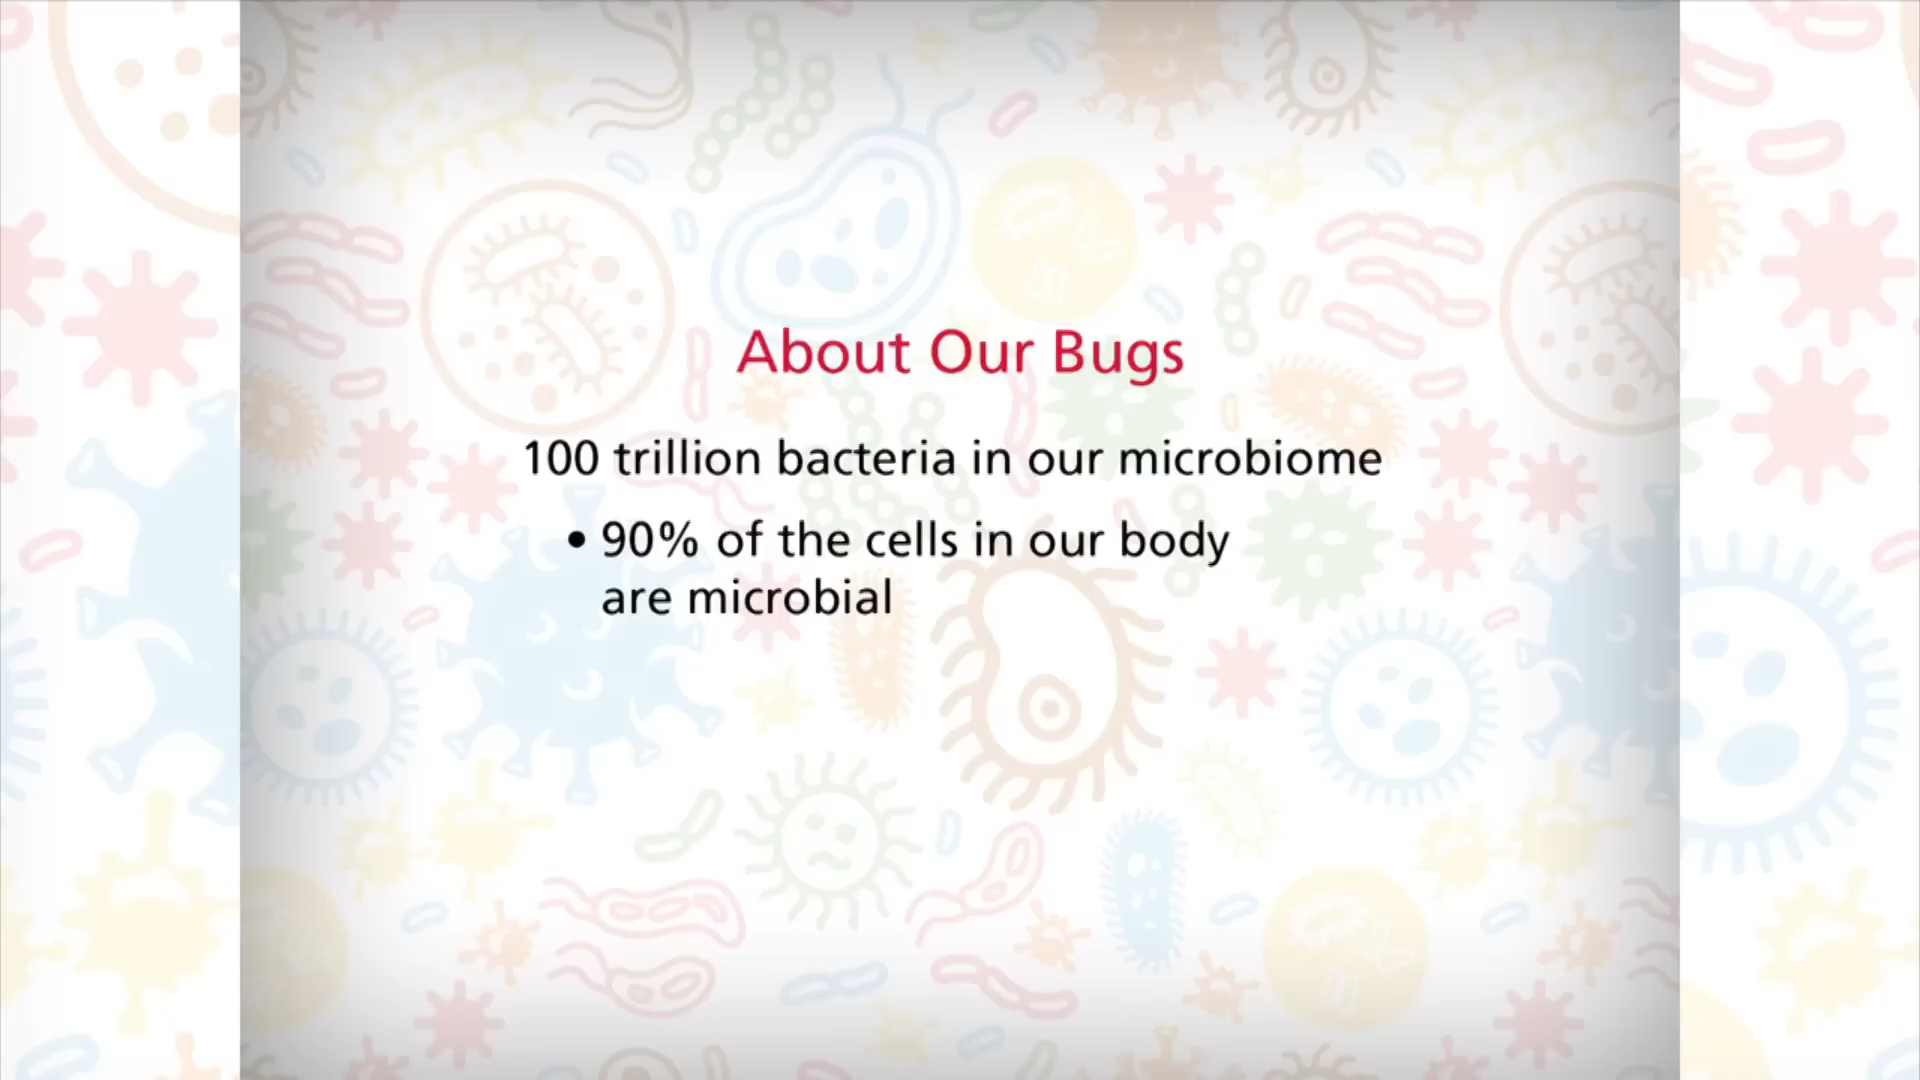 About Our Bugs
100 trillion bacteria in our microbiome
• 90% of the cells in our body
are microbial